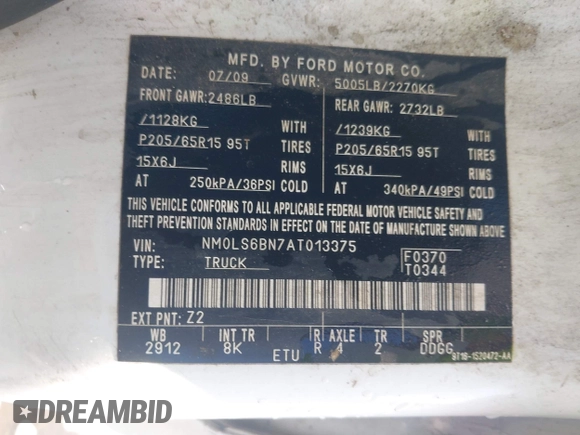 MFD. BY FORD MOTOR CO.
DATE: 07/09 GVWR: 5005LB/2270KG
FRONT GAWR: 2486LB REAR GAWR: 2732LB
/1128KG WITH /1239KG WITH
P205/65R15 95T TIRES P205/65R15 95T TIRES
15X6J RIMS 15X6J RIMS
AT 250kPA/36PSI COLD AT 340kPA/49PSI COLD
THIS VEHICLE CONFORMS TO ALL APPLICABLE FEDERAL MOTOR VEHICLE SAFETY AND
THEFT PREVENTION STANDARDS IN EFFECT ON THE DATE OF MANUFACTURE SHOWN ABOVE.
VIN: NM0LS6BN7AT013375 F0370
TYPE: TRUCK T0344
EXT PNT: Z2
WB INT TR R AXLE TR SPR
2912 8K R 4 2 DDGG
ETU 9T16-1520472-AA
DREAMBID